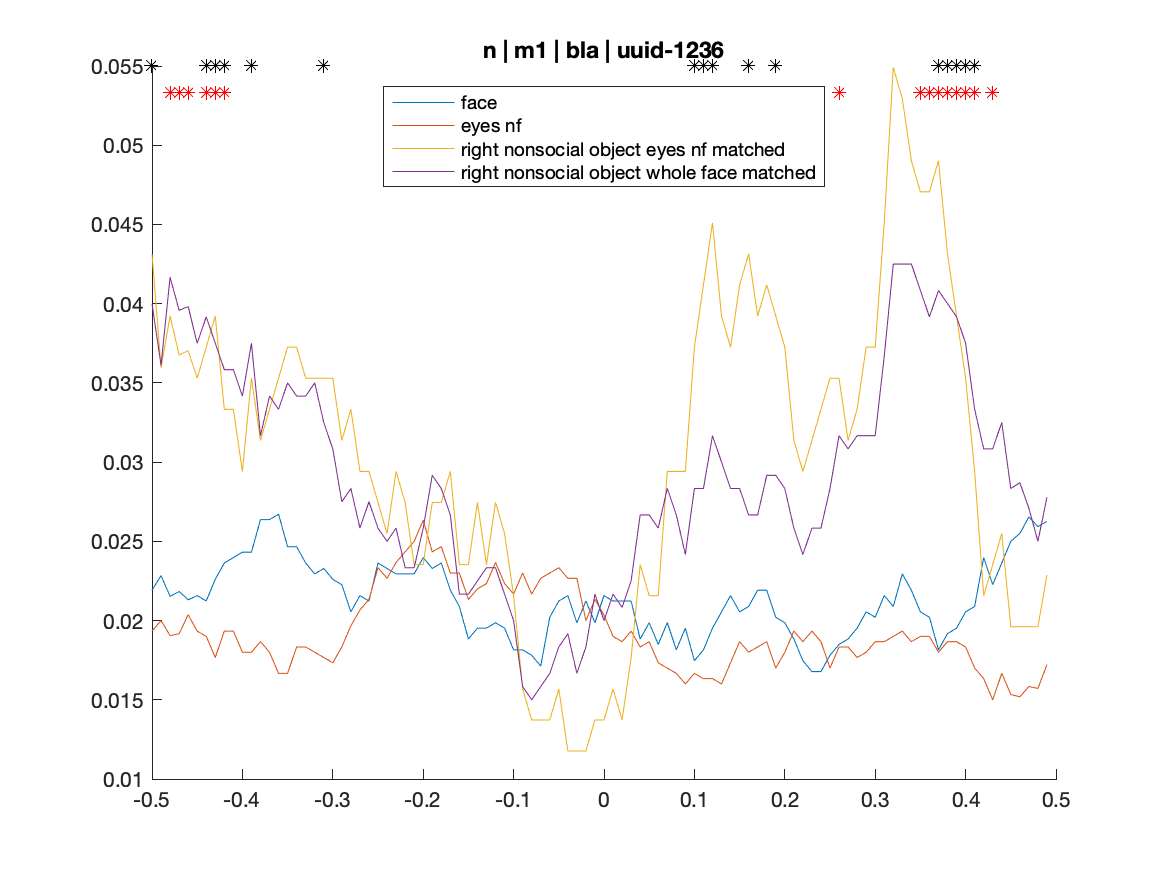 n | m1 | bla | uuid-1236
face
eyes nf
right nonsocial object eyes nf matched
right nonsocial object whole face matched
0.055
0.05
0.045
0.04
0.035
0.03
0.025
0.02
0.015
0.01
-0.5 -0.4 -0.3 -0.2 -0.1 0 0.1 0.2 0.3 0.4 0.5